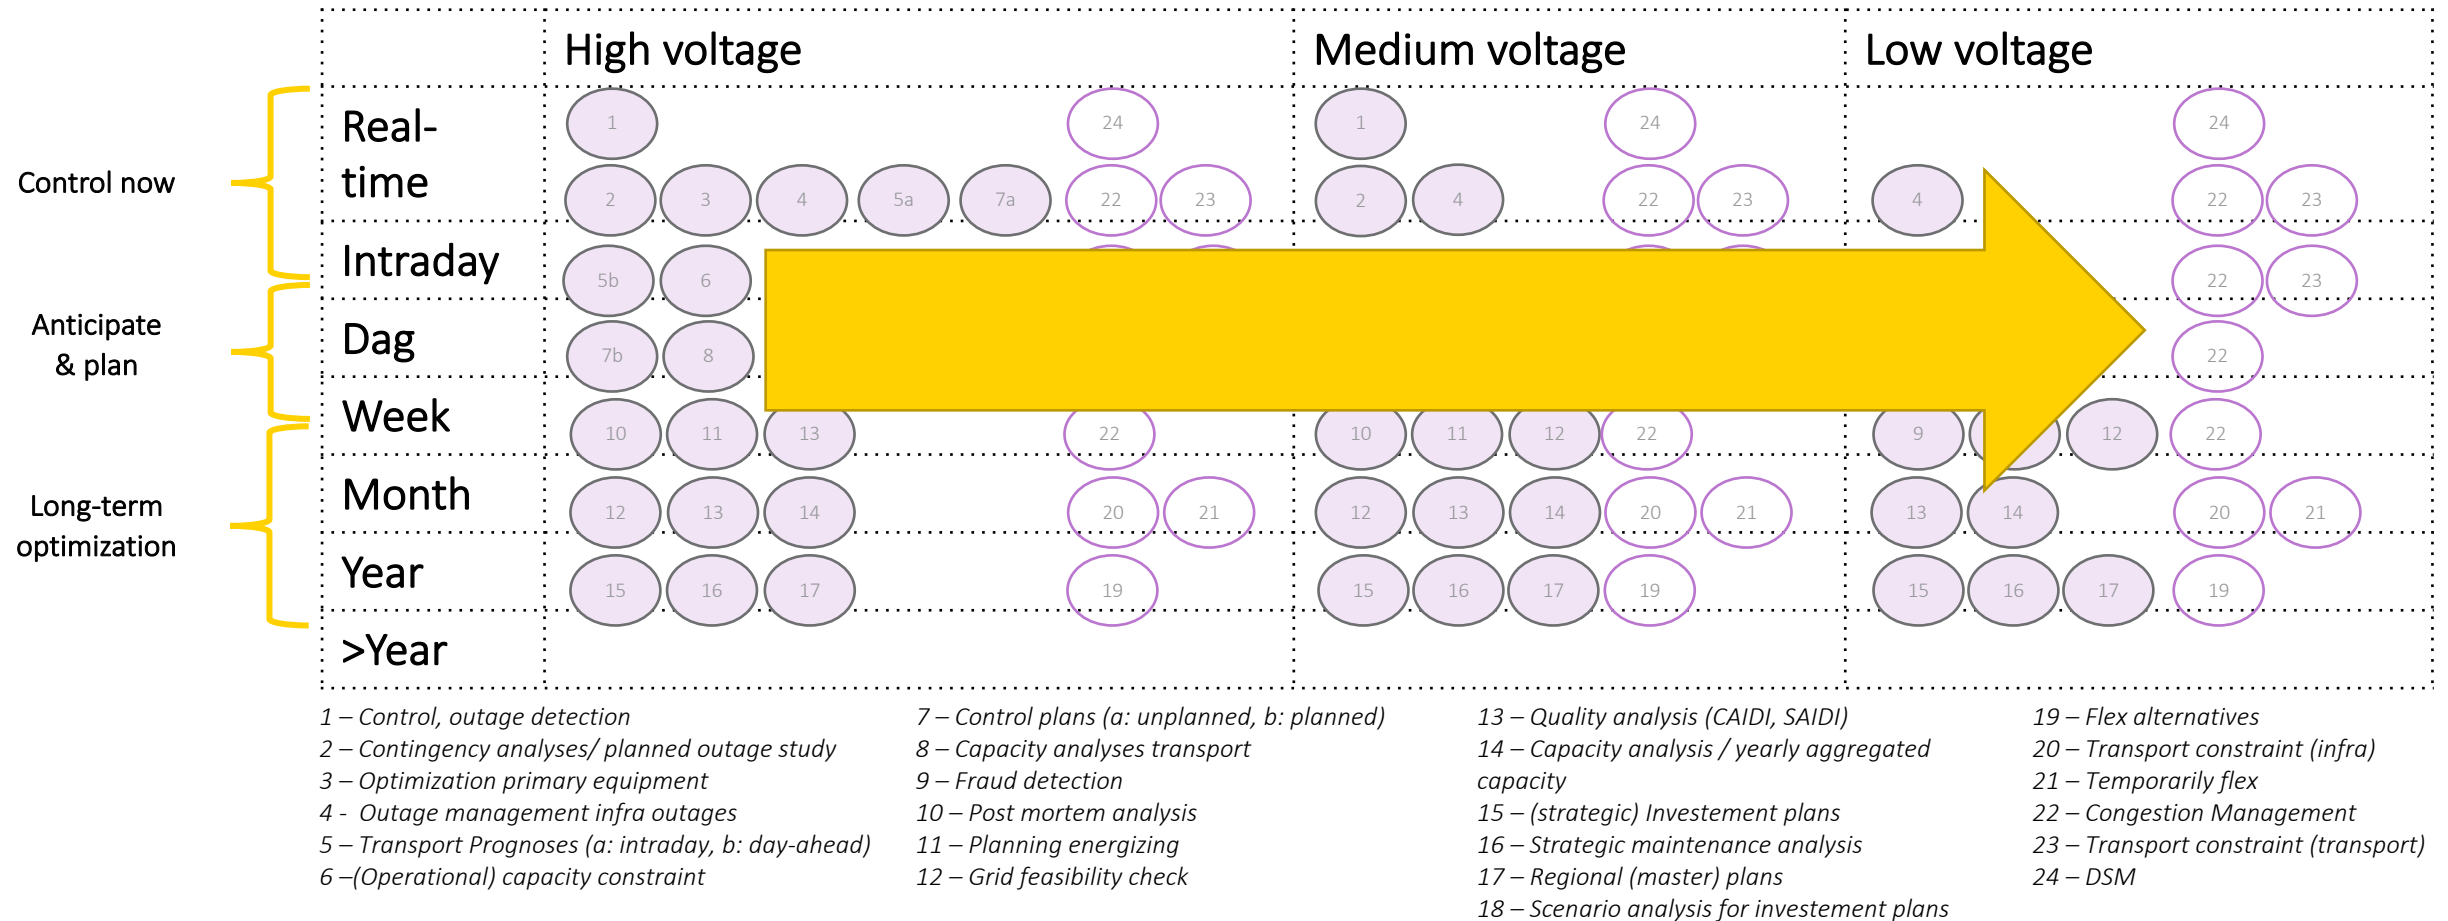 High voltage Medium voltage Low voltage
Real-
time
1 24 1 24 24
Control now
2 3 4 5a 7a 22 23 2 4 22 23 4 22 23
Intraday
5b 6 22 23
Anticipate
& plan
Dag
7b 8 22
Week
10 11 13 22 10 11 12 22 9 12 22
Long-term
optimization
Month
12 13 14 20 21 12 13 14 20 21 13 14 20 21
Year
15 16 17 19 15 16 17 19 15 16 17 19
>Year
1 – Control, outage detection
2 – Contingency analyses/ planned outage study
3 – Optimization primary equipment
4 -  Outage management infra outages
5 – Transport Prognoses (a: intraday, b: day-ahead)
6 –(Operational) capacity constraint
7 – Control plans (a: unplanned, b: planned)
8 – Capacity analyses transport
9 – Fraud detection
10 – Post mortem analysis
11 – Planning energizing
12 – Grid feasibility check
13 – Quality analysis (CAIDI, SAIDI)
14 – Capacity analysis / yearly aggregated
capacity
15 – (strategic) Investement plans
16 – Strategic maintenance analysis
17 – Regional (master) plans
18 – Scenario analysis for investement plans
19 – Flex alternatives
20 – Transport constraint (infra)
21 – Temporarily flex
22 – Congestion Management
23 – Transport constraint (transport)
24 – DSM